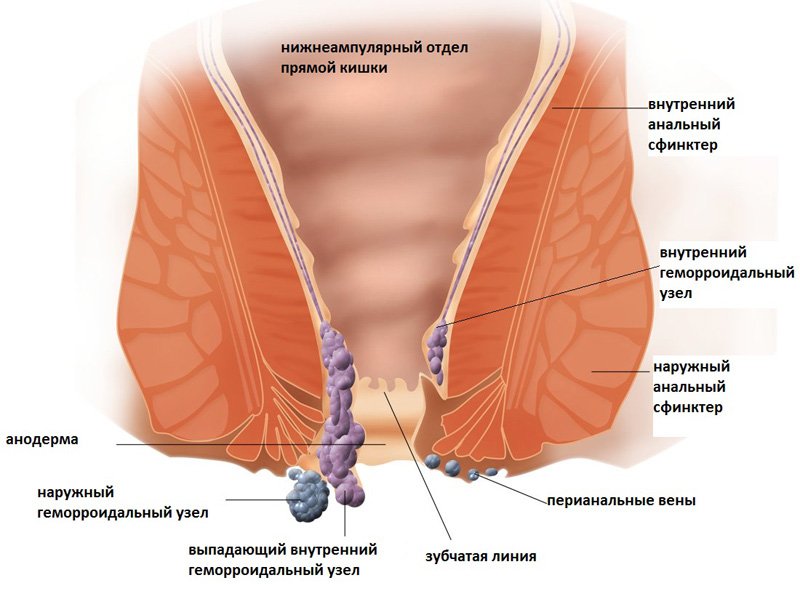 нижнеампулярный отдел
прямой кишки
внутренний
анальный
сфинктер
внутренний
геморроидальный
узел
наружный
анальный
сфинктер
анодерма
наружный
геморроидальный узел
перианальные вены
выпадающий внутренний
геморроидальный узел
зубчатая линия